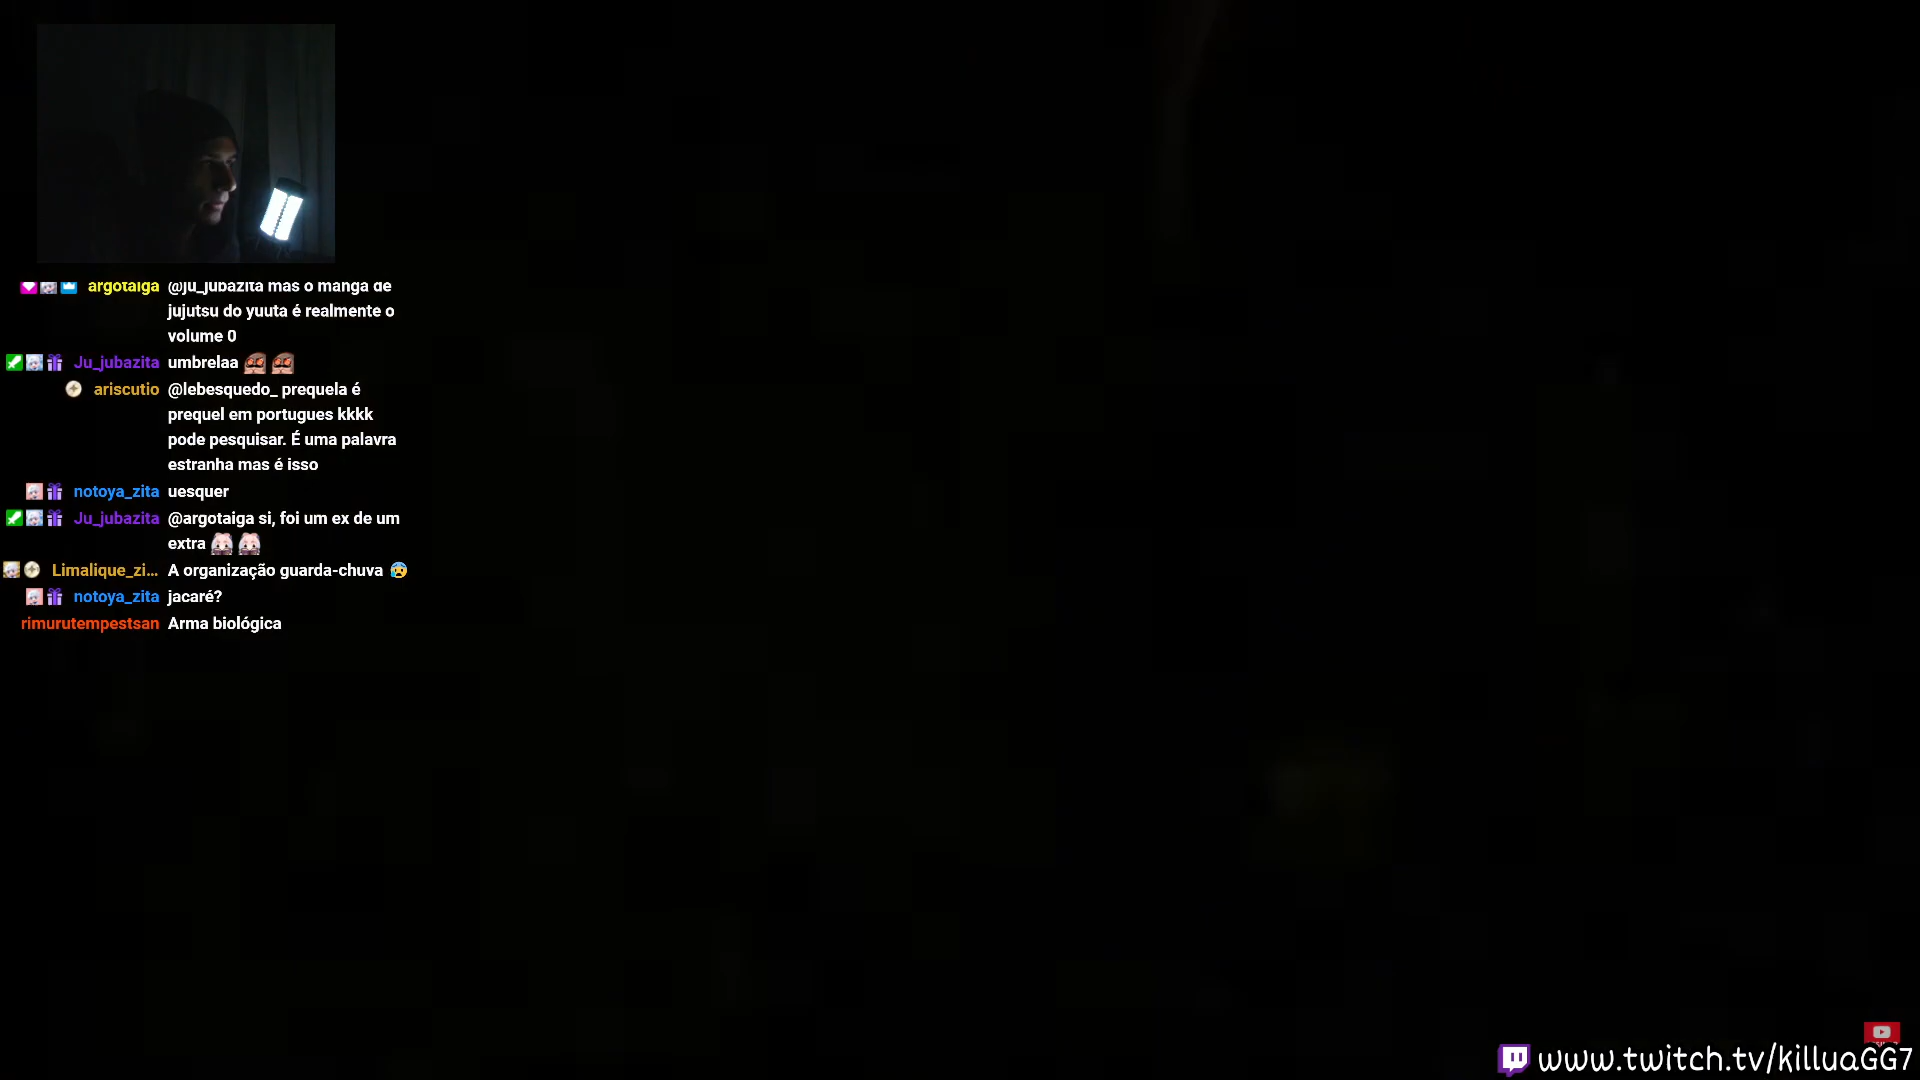 argotaiga @ju_jubazita mas o manga de
jujutsu do yuuta é realmente o
volume 0
Ju_jubazita umbrelaa
ariscutio @lebesquedo_ prequela é
prequel em portugues kkkk
pode pesquisar. É uma palavra
estranha mas é isso
notoya_zita uesquer
Ju_jubazita @argotaiga si, foi um ex de um
extra
Limalique_zi... A organização guarda-chuva 😰
notoya_zita jacaré?
rimurutempestsan Arma biológica
www.twitch.tv/killuaGG7